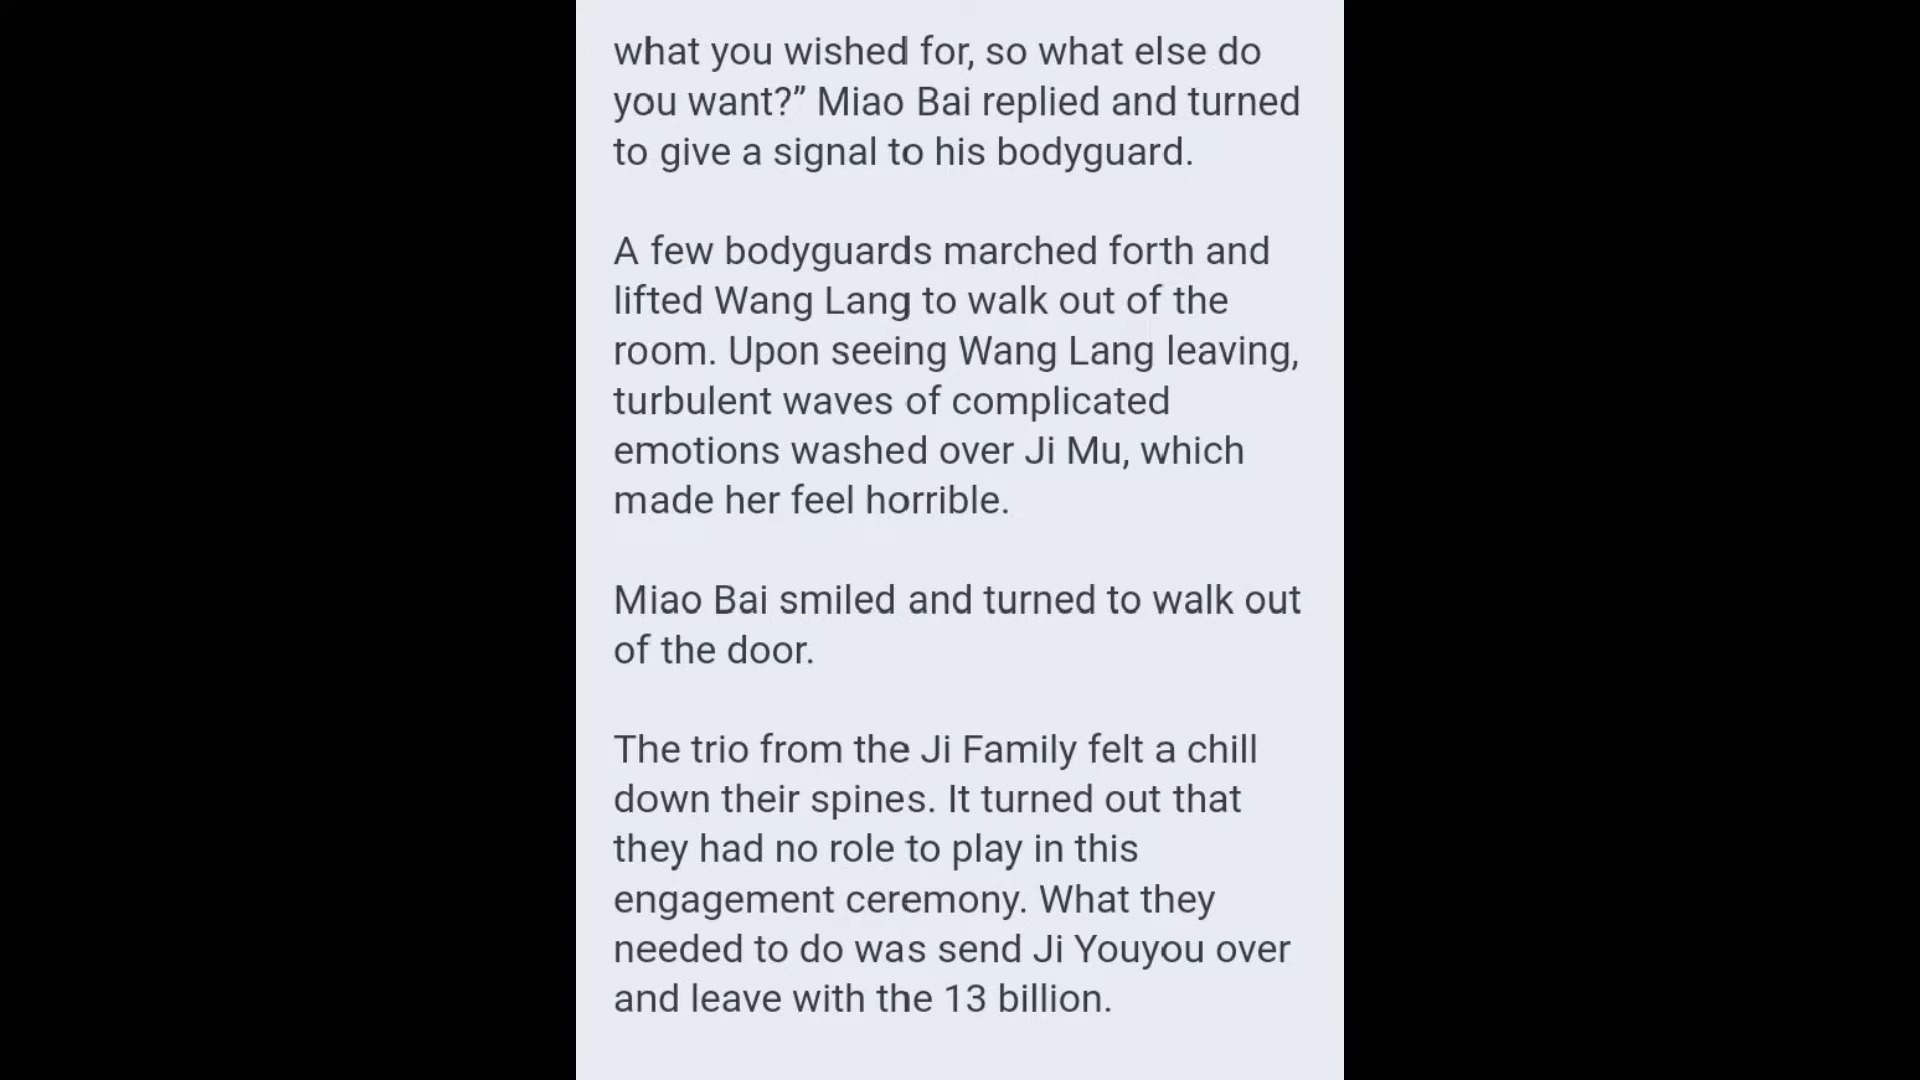 what you wished for, so what else do
you want?” Miao Bai replied and turned
to give a signal to his bodyguard.
A few bodyguards marched forth and
lifted Wang Lang to walk out of the
room. Upon seeing Wang Lang leaving,
turbulent waves of complicated
emotions washed over Ji Mu, which
made her feel horrible.
Miao Bai smiled and turned to walk out
of the door.
The trio from the Ji Family felt a chill
down their spines. It turned out that
they had no role to play in this
engagement ceremony. What they
needed to do was send Ji Youyou over
and leave with the 13 billion.